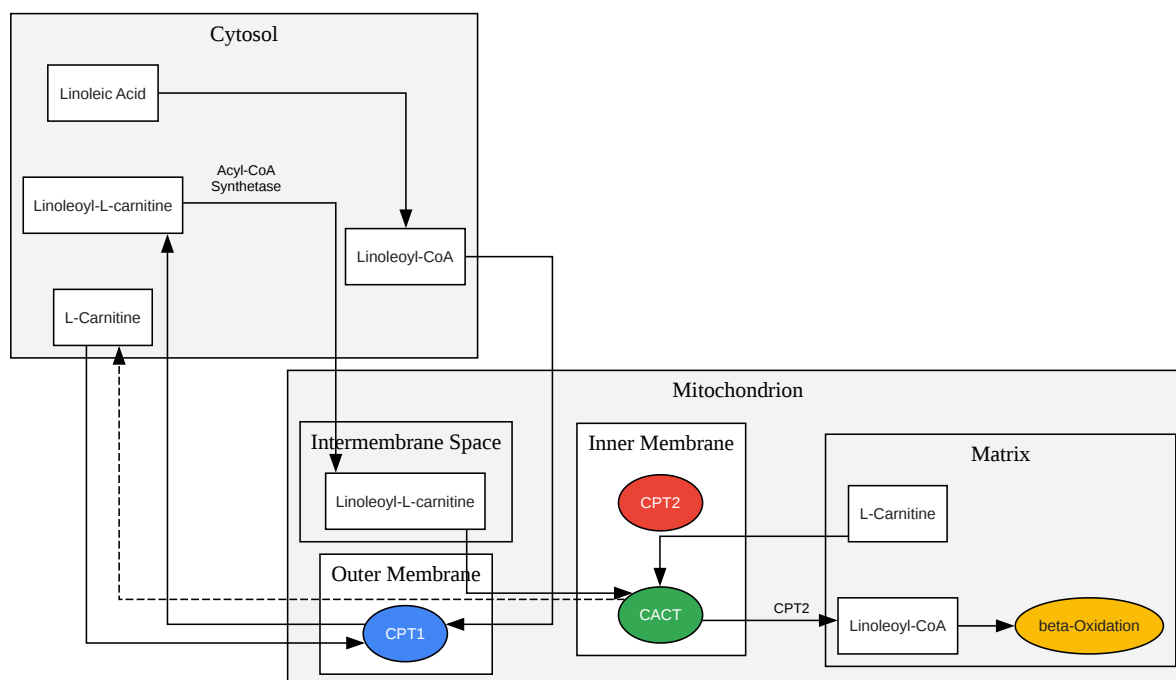 Cytosol
Linoleic Acid
Acyl-CoA
Synthetase
Linoleoyl-L-carnitine
Linoleoyl-CoA
L-Carnitine
Mitochondrion
Intermembrane Space
Inner Membrane
Matrix
Linoleoyl-L-carnitine
CPT2
L-Carnitine
Outer Membrane
CPT1
CACT
CPT2
Linoleoyl-CoA
beta-Oxidation